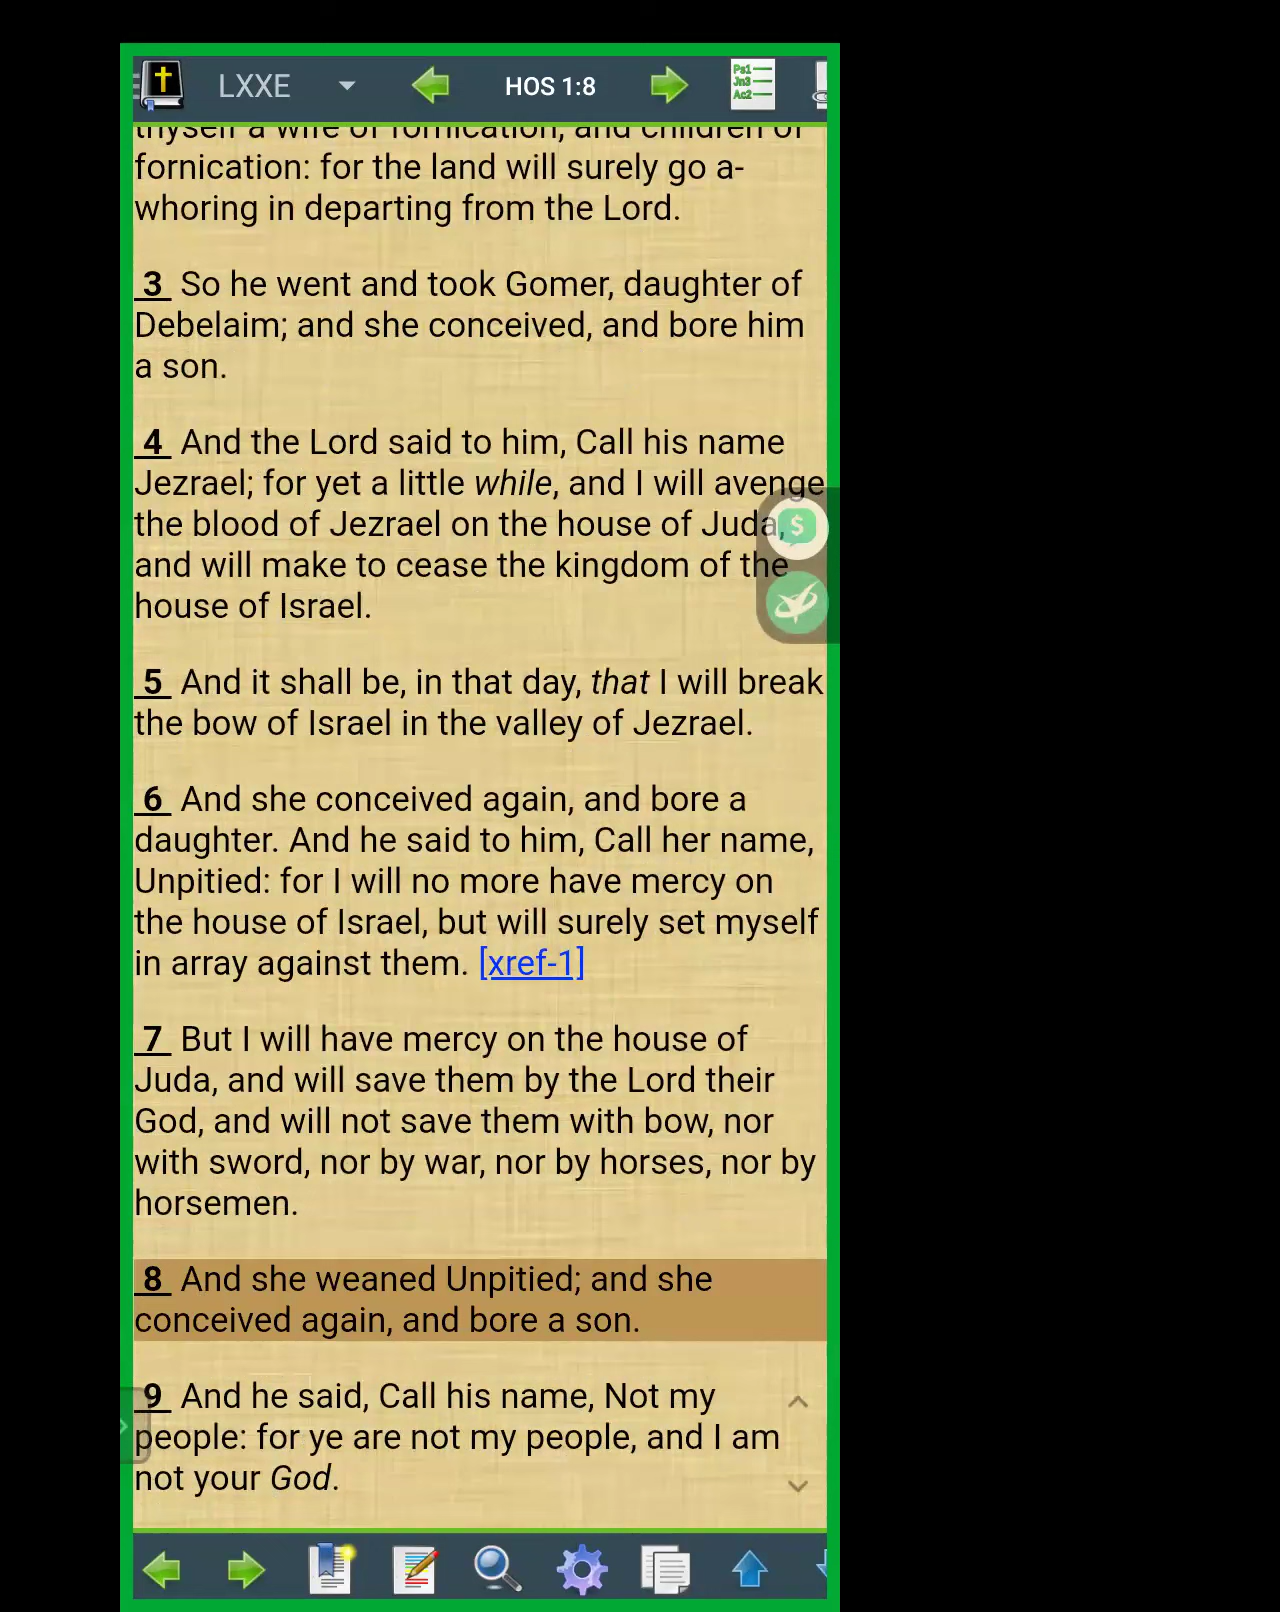 LXXE
HOS 1:8
Ps1
Jn3
Ac2
thyself a wife of fornication, and children of
fornication: for the land will surely go a-
whoring in departing from the Lord.
3 So he went and took Gomer, daughter of
Debelaim; and she conceived, and bore him
a son.
4 And the Lord said to him, Call his name
Jezrael; for yet a little while, and I will avenge
the blood of Jezrael on the house of Juda,
and will make to cease the kingdom of the
house of Israel.
5 And it shall be, in that day, that I will break
the bow of Israel in the valley of Jezrael.
6 And she conceived again, and bore a
daughter. And he said to him, Call her name,
Unpitied: for I will no more have mercy on
the house of Israel, but will surely set myself
in array against them. [xref-1]
7 But I will have mercy on the house of
Juda, and will save them by the Lord their
God, and will not save them with bow, nor
with sword, nor by war, nor by horses, nor by
horsemen.
8 And she weaned Unpitied; and she
conceived again, and bore a son.
9 And he said, Call his name, Not my
people: for ye are not my people, and I am
not your God.